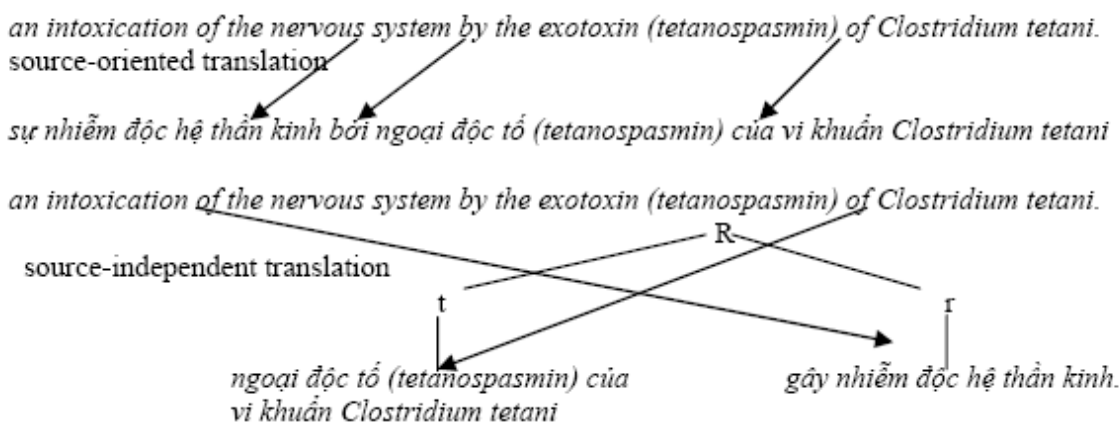 an intoxication of the nervous system by the exotoxin (tetanospasmin) of Clostridium tetani.
source-oriented translation
sự nhiễm độc hệ thần kinh bởi ngoại độc tố (tetanospasmin) của vi khuẩn Clostridium tetani
an intoxication of the nervous system by the exotoxin (tetanospasmin) of Clostridium tetani.
R
source-independent translation
t r
ngoại độc tố (tetanospasmin) của gây nhiễm độc hệ thần kinh.
vi khuẩn Clostridium tetani